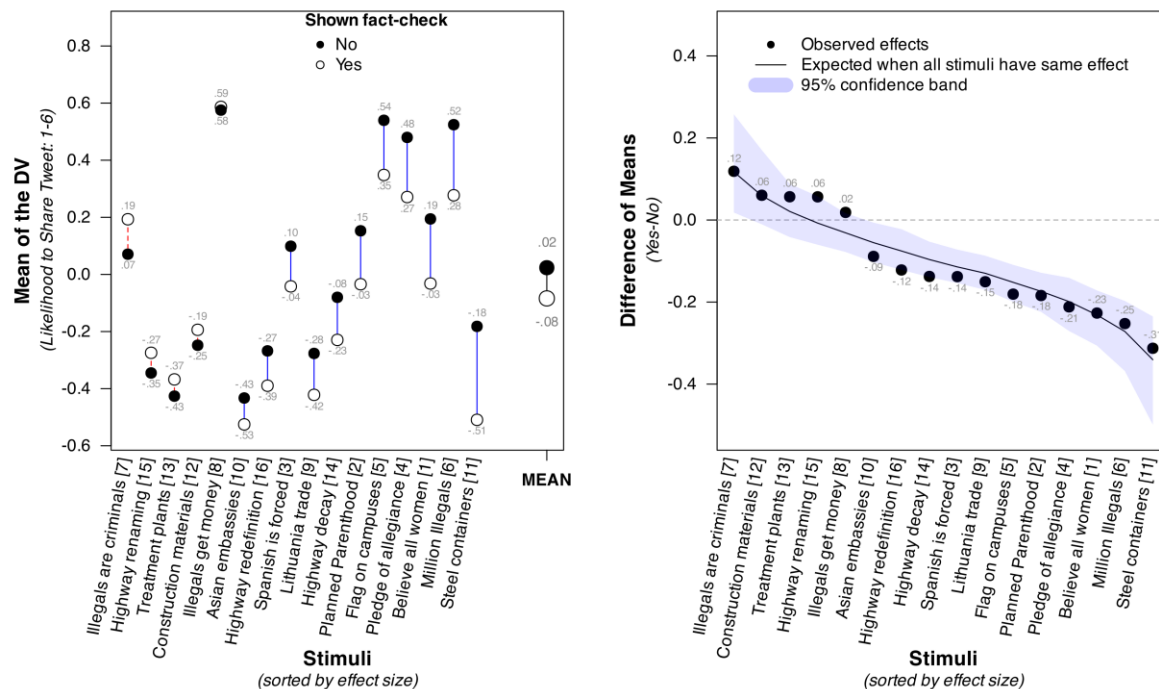 Shown fact-check
No
Yes
0.8
0.6
0.4
0.2
0.0
-0.2
-0.4
-0.6
Mean of the DV
(Likelihood to Share Tweet: 1-6)
.19
.07
-.27
-.35
-.37
-.43
-.19
-.25
.59
.58
-.43
-.53
-.27
-.39
.10
-.04
-.28
-.42
-.08
-.23
.15
-.03
.54
.35
.48
.27
.19
-.03
.52
.28
-.18
-.51
.02
-.08
MEAN
Illegals are criminals [7]
Highway renaming [15]
Treatment plants [13]
Construction materials [12]
Illegals get money [8]
Asian embassies [10]
Highway redefinition [16]
Spanish is forced [3]
Lithuania trade [9]
Highway decay [14]
Planned Parenthood [2]
Flag on campuses [5]
Pledge of allegiance [4]
Believe all women [1]
Million Illegals [6]
Steel containers [11]
Stimuli
(sorted by effect size)
Observed effects
Expected when all stimuli have same effect
95% confidence band
0.4
0.2
0.0
-0.2
-0.4
Difference of Means
(Yes-No)
.12
.06
.06
.06
.02
-.09
-.12
-.14
-.14
-.15
-.18
-.18
-.21
-.23
-.25
-.31
Illegals are criminals [7]
Construction materials [12]
Treatment plants [13]
Highway renaming [15]
Illegals get money [8]
Asian embassies [10]
Highway redefinition [16]
Highway decay [14]
Spanish is forced [3]
Lithuania trade [9]
Flag on campuses [5]
Planned Parenthood [2]
Pledge of allegiance [4]
Believe all women [1]
Million Illegals [6]
Steel containers [11]
Stimuli
(sorted by effect size)